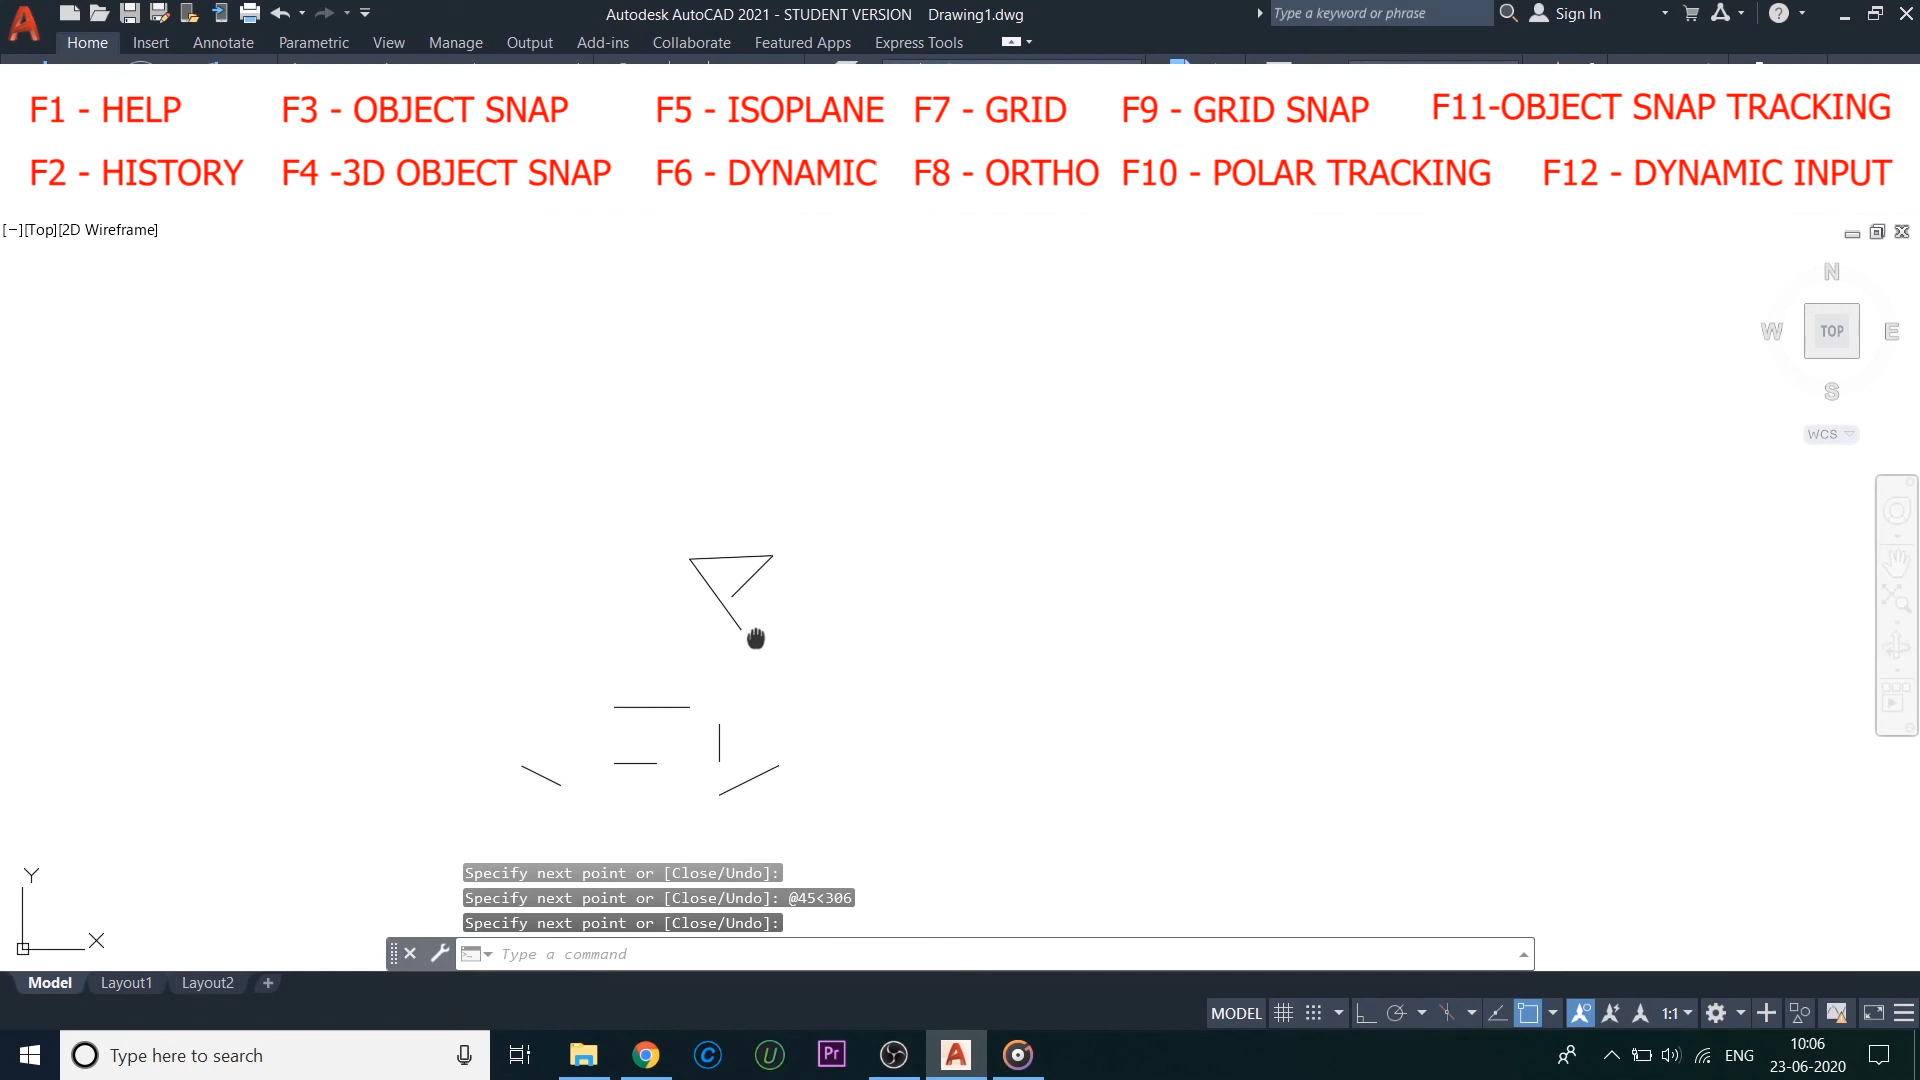 Autodesk AutoCAD 2021 - STUDENT VERSION Drawing1.dwg
Type a keyword or phrase
Sign In
Home Insert Annotate Parametric View Manage Output Add-ins Collaborate Featured Apps Express Tools
F1 - HELP F3 - OBJECT SNAP F5 - ISOPLANE F7 - GRID F9 - GRID SNAP F11-OBJECT SNAP TRACKING
F2 - HISTORY F4 -3D OBJECT SNAP F6 - DYNAMIC F8 - ORTHO F10 - POLAR TRACKING F12 - DYNAMIC INPUT
[−][Top][2D Wireframe]
N
W TOP E
S
WCS
Specify next point or [Close/Undo]:
Specify next point or [Close/Undo]: @45<306
Specify next point or [Close/Undo]:
Y
X
Type a command
Model Layout1 Layout2 +
MODEL 1:1
Type here to search
Pr
ENG
10:06
23-06-2020